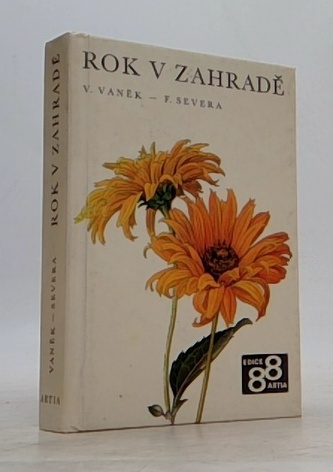 ROK V ZAHRADĚ
V. VANĚK – F. SEVERA
EDICE
88
ARTIA
ROK V ZAHRADĚ
VANĚK – SEVERA
ARTIA